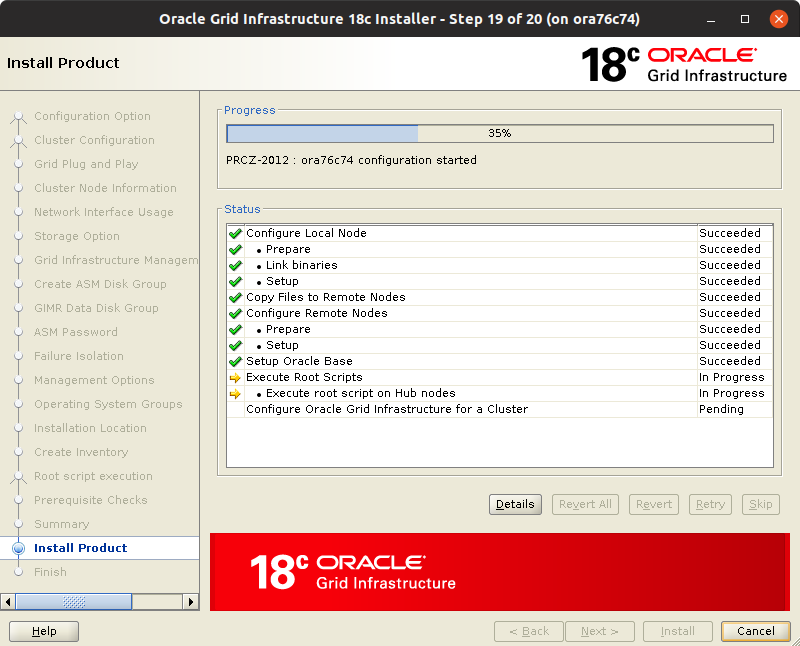 Oracle Grid Infrastructure 18c Installer - Step 19 of 20 (on ora76c74)
Install Product
18c ORACLE Grid Infrastructure
Configuration Option
Cluster Configuration
Grid Plug and Play
Cluster Node Information
Network Interface Usage
Storage Option
Grid Infrastructure Managem
Create ASM Disk Group
GIMR Data Disk Group
ASM Password
Failure Isolation
Management Options
Operating System Groups
Installation Location
Create Inventory
Root script execution
Prerequisite Checks
Summary
Install Product
Finish
Progress
35%
PRCZ-2012 : ora76c74 configuration started
Status
Configure Local Node Succeeded
• Prepare Succeeded
• Link binaries Succeeded
• Setup Succeeded
Copy Files to Remote Nodes Succeeded
Configure Remote Nodes Succeeded
• Prepare Succeeded
• Setup Succeeded
Setup Oracle Base Succeeded
Execute Root Scripts In Progress
• Execute root script on Hub nodes In Progress
Configure Oracle Grid Infrastructure for a Cluster Pending
Details Revert All Revert Retry Skip
18c ORACLE Grid Infrastructure
Help < Back Next > Install Cancel